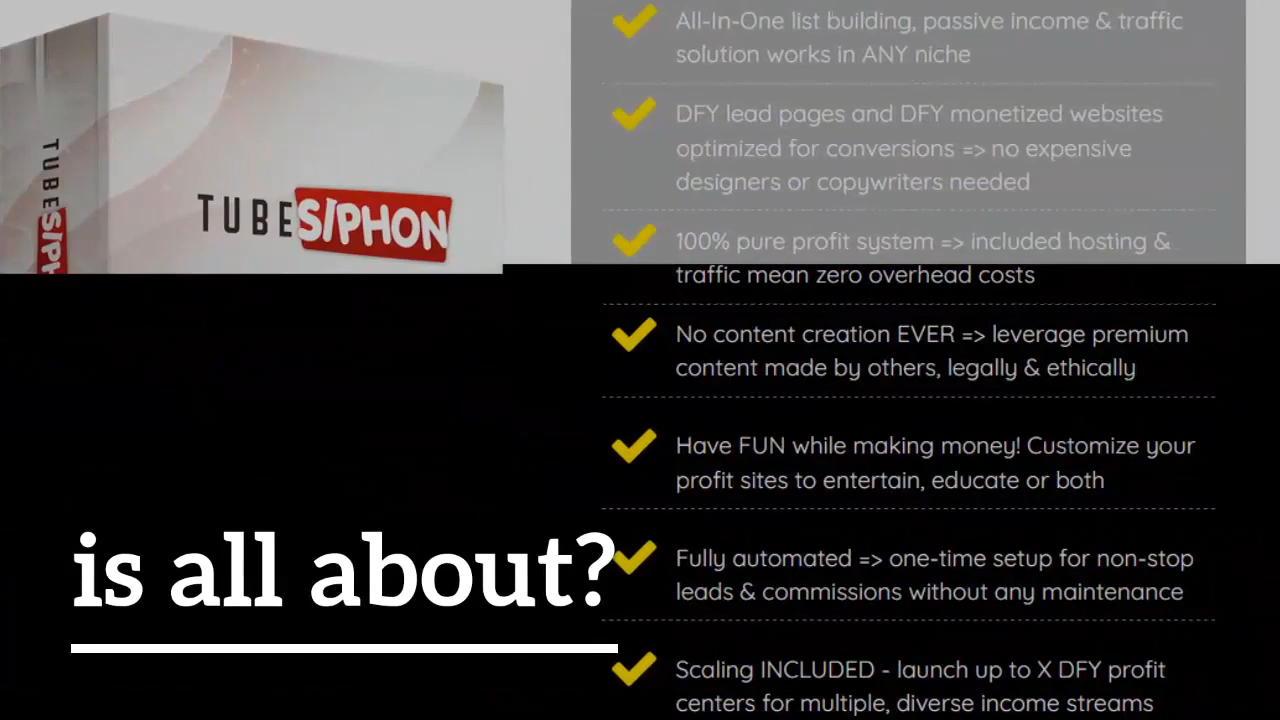 TUBESIPHON
TUBESIPH
All-In-One list building, passive income & traffic
solution works in ANY niche
DFY lead pages and DFY monetized websites
optimized for conversions => no expensive
designers or copywriters needed
100% pure profit system => included hosting &
traffic mean zero overhead costs
No content creation EVER => leverage premium
content made by others, legally & ethically
Have FUN while making money! Customize your
profit sites to entertain, educate or both
is all about?
Fully automated => one-time setup for non-stop
leads & commissions without any maintenance
Scaling INCLUDED - launch up to X DFY profit
centers for multiple, diverse income streams